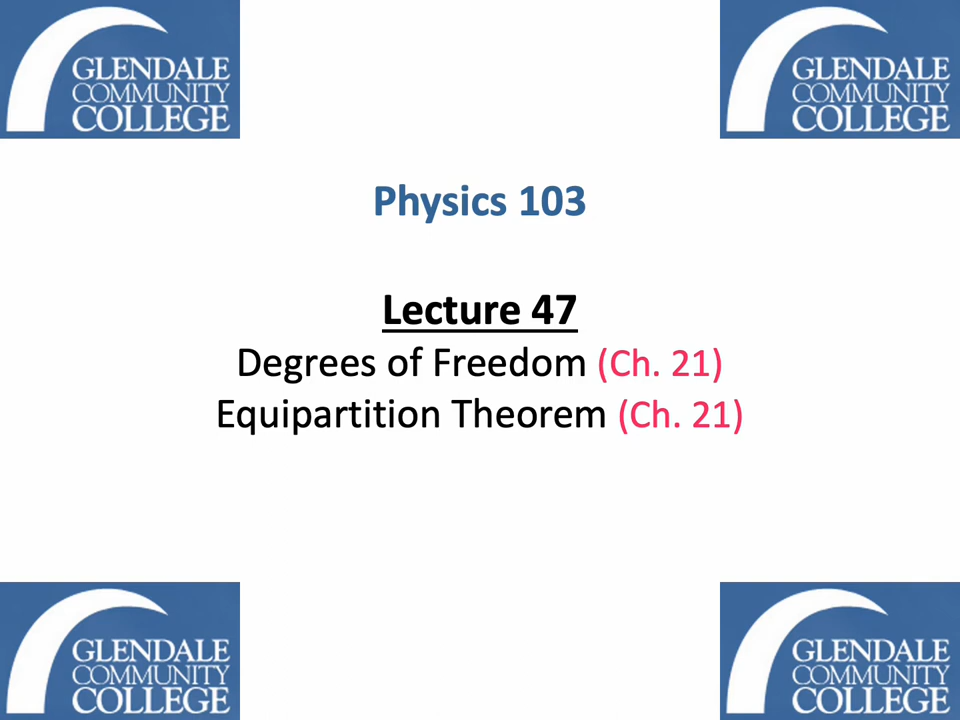 GLENDALE
COMMUNITY
COLLEGE
GLENDALE
COMMUNITY
COLLEGE
Physics 103
Lecture 47
Degrees of Freedom (Ch. 21)
Equipartition Theorem (Ch. 21)
GLENDALE
COMMUNITY
COLLEGE
GLENDALE
COMMUNITY
COLLEGE